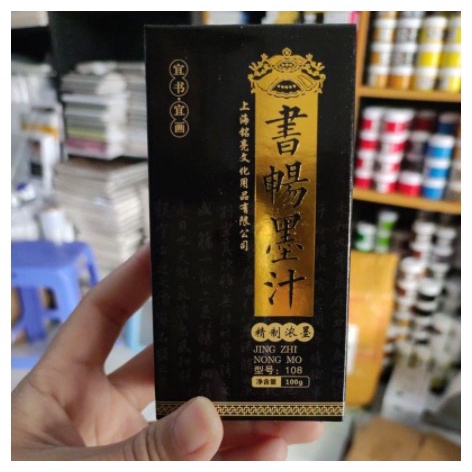 宜书·宜画
書暢墨汁
上海铭亮文化用品有限公司
精制浓墨
JING ZHI
NONG MO
型号：108
净含量 100g